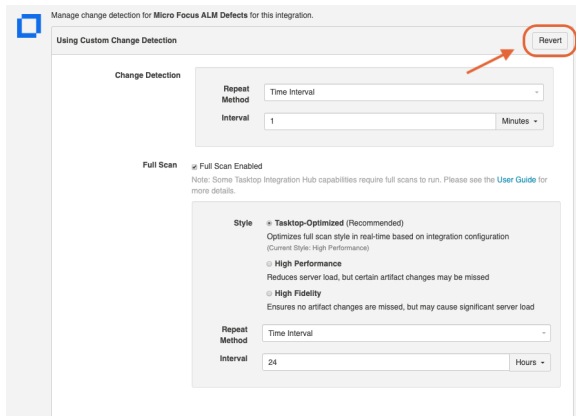 Manage change detection for Micro Focus ALM Defects for this integration.
Using Custom Change Detection
Revert
Change Detection
Repeat Method
Time Interval
Interval
1
Minutes
Full Scan
Full Scan Enabled
Note: Some Tasktop Integration Hub capabilities require full scans to run. Please see the User Guide for
more details.
Style
Tasktop-Optimized (Recommended)
Optimizes full scan style in real-time based on integration configuration
(Current Style: High Performance)
High Performance
Reduces server load, but certain artifact changes may be missed
High Fidelity
Ensures no artifact changes are missed, but may cause significant server load
Repeat Method
Time Interval
Interval
24
Hours